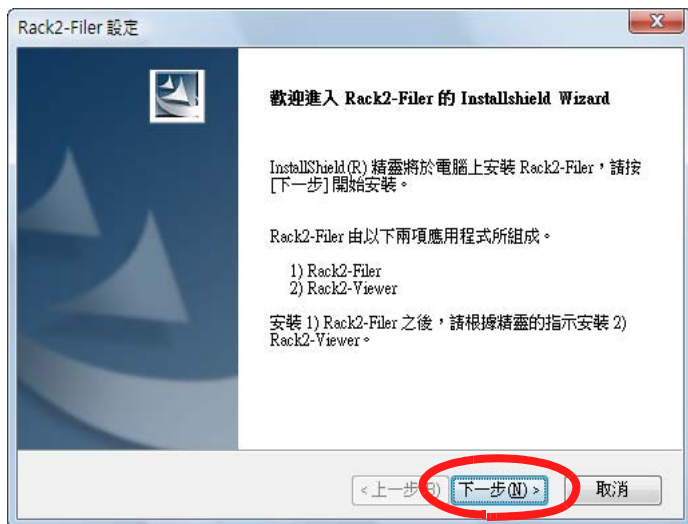 Rack2-Filer 設定
歡迎進入 Rack2-Filer 的 Installshield Wizard
InstallShield(R) 精靈將於電腦上安裝 Rack2-Filer，請按
[下一步] 開始安裝。
Rack2-Filer 由以下兩項應用程式所組成。
1) Rack2-Filer
2) Rack2-Viewer
安裝 1) Rack2-Filer 之後，請根據精靈的指示安裝 2)
Rack2-Viewer。
<上一步(B) 下一步(N) > 取消